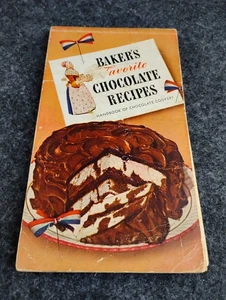 BAKER'S
Favorite
CHOCOLATE
RECIPES
HANDBOOK OF CHOCOLATE COOKERY